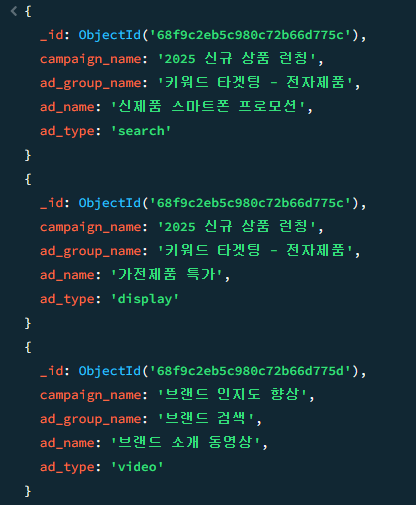 {
_id: ObjectId('68f9c2eb5c980c72b66d775c'),
campaign_name: '2025 신규 상품 런칭',
ad_group_name: '키워드 타겟팅 - 전자제품',
ad_name: '신제품 스마트폰 프로모션',
ad_type: 'search'
}
{
_id: ObjectId('68f9c2eb5c980c72b66d775c'),
campaign_name: '2025 신규 상품 런칭',
ad_group_name: '키워드 타겟팅 - 전자제품',
ad_name: '가전제품 특가',
ad_type: 'display'
}
{
_id: ObjectId('68f9c2eb5c980c72b66d775d'),
campaign_name: '브랜드 인지도 향상',
ad_group_name: '브랜드 검색',
ad_name: '브랜드 소개 동영상',
ad_type: 'video'
}